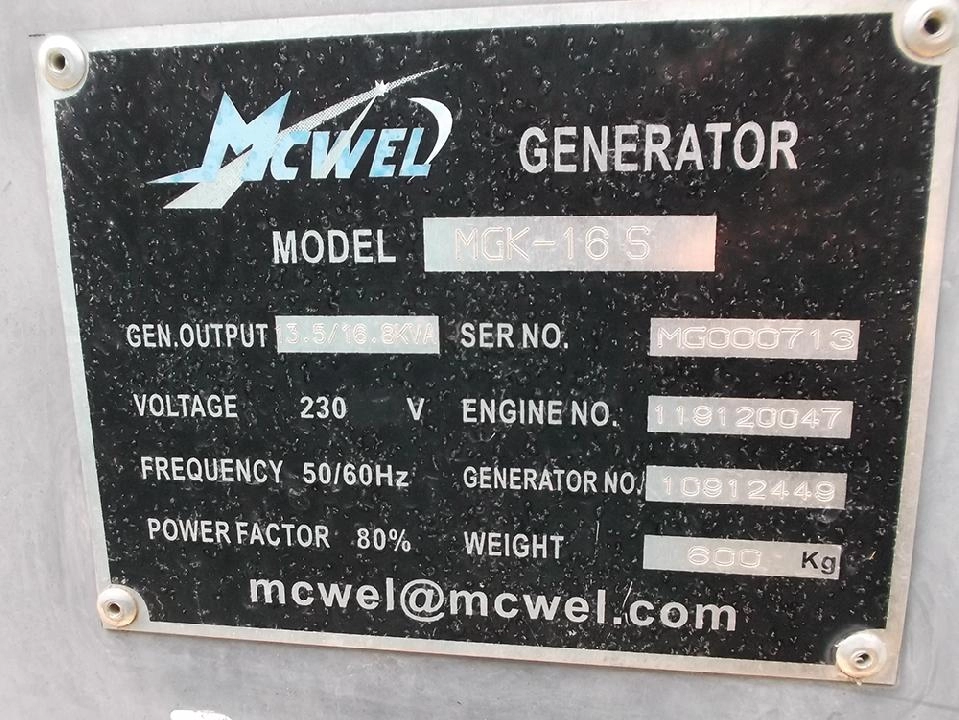 MCWEL GENERATOR
MODEL MGK-16 S
GEN.OUTPUT 13.5/16.8KVA SER NO. MG000713
VOLTAGE 230 V ENGINE NO. 119120047
FREQUENCY 50/60Hz GENERATOR NO. 10912449
POWER FACTOR 80% WEIGHT 600 Kg
mcwel@mcwel.com